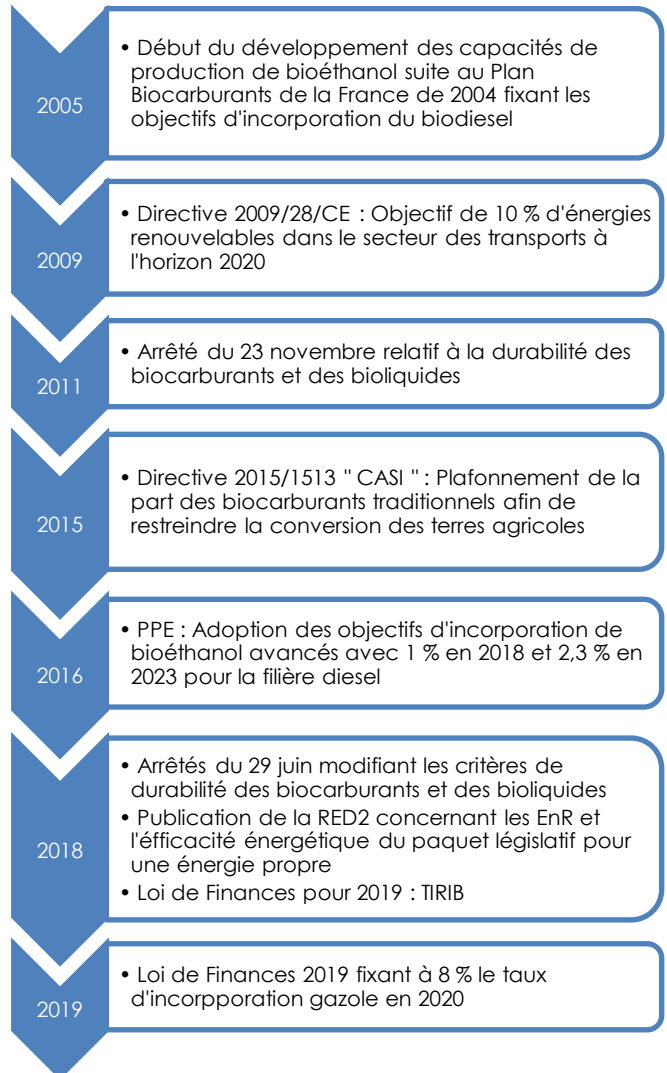 2005
• Début du développement des capacités de
production de bioéthanol suite au Plan
Biocarburants de la France de 2004 fixant les
objectifs d'incorporation du biodiesel
2009
• Directive 2009/28/CE : Objectif de 10 % d'énergies
renouvelables dans le secteur des transports à
l'horizon 2020
2011
• Arrêté du 23 novembre relatif à la durabilité des
biocarburants et des bioliquides
2015
• Directive 2015/1513 " CASI " : Plafonnement de la
part des biocarburants traditionnels afin de
restreindre la conversion des terres agricoles
2016
• PPE : Adoption des objectifs d'incorporation de
bioéthanol avancés avec 1 % en 2018 et 2,3 % en
2023 pour la filière diesel
2018
• Arrêtés du 29 juin modifiant les critères de
durabilité des biocarburants et des bioliquides
• Publication de la RED2 concernant les EnR et
l'éfficacité énergétique du paquet législatif pour
une énergie propre
• Loi de Finances pour 2019 : TIRIB
2019
• Loi de Finances 2019 fixant à 8 % le taux
d'incorpporation gazole en 2020